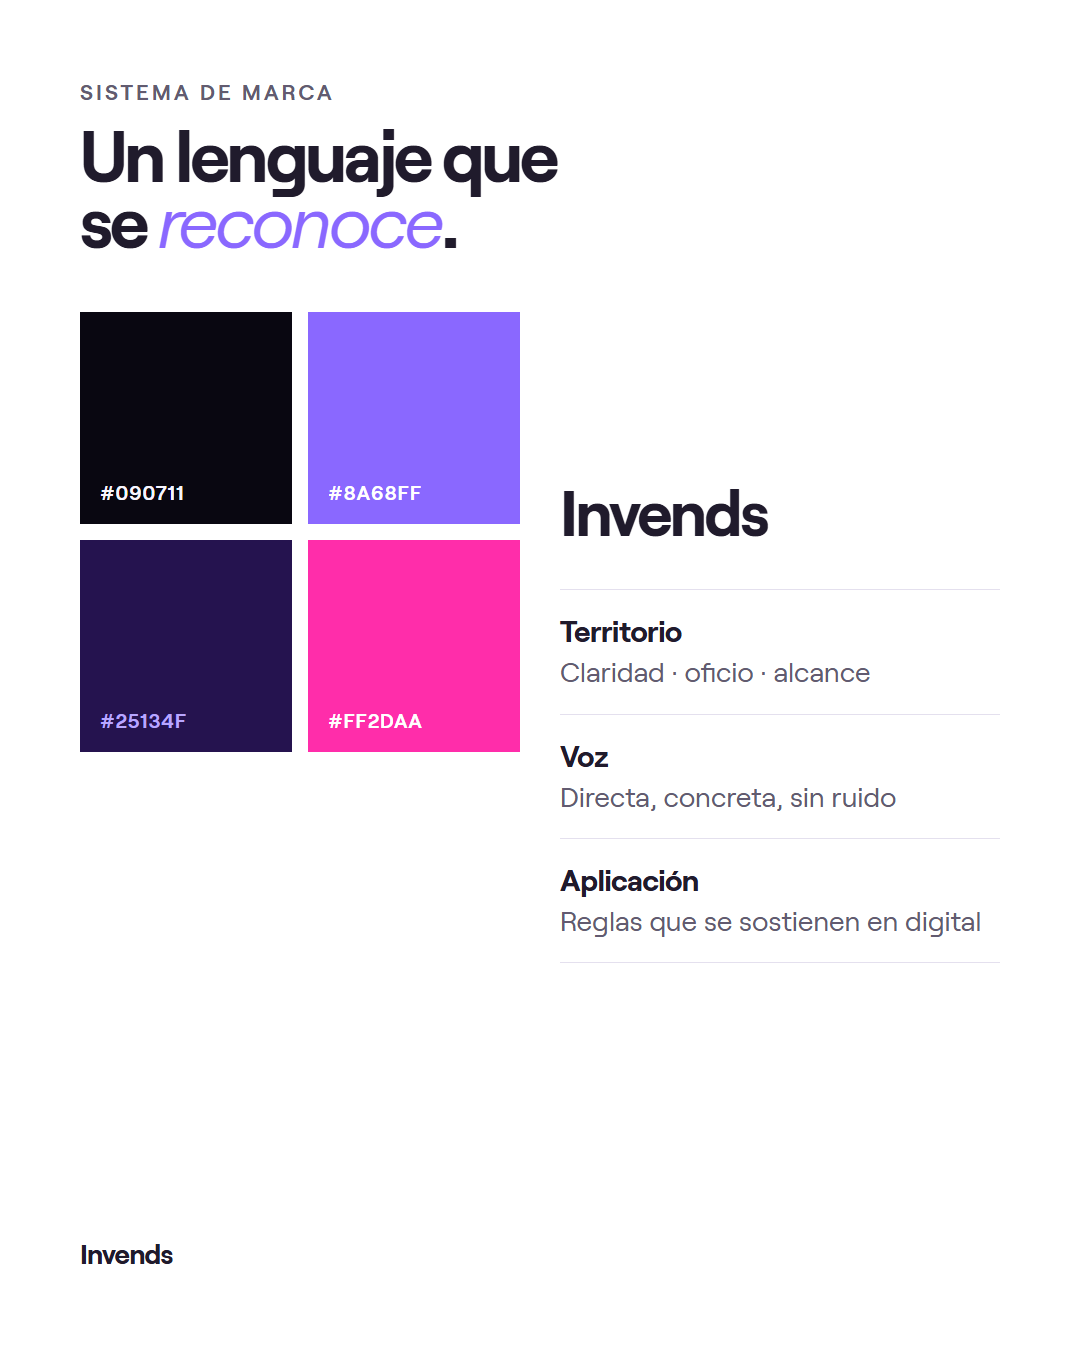 SISTEMA DE MARCA
Un lenguaje que
se reconoce.
#090711
#8A68FF
#25134F
#FF2DAA
Invends
Territorio
Claridad · oficio · alcance
Voz
Directa, concreta, sin ruido
Aplicación
Reglas que se sostienen en digital
Invends